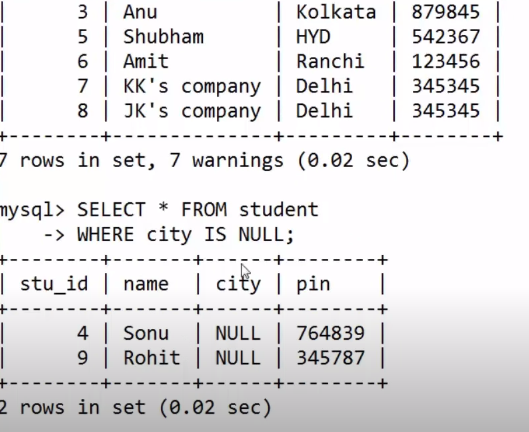 |      3 | Anu          | Kolkata | 879845 |
|      5 | Shubham      | HYD     | 542367 |
|      6 | Amit         | Ranchi  | 123456 |
|      7 | KK's company | Delhi   | 345345 |
|      8 | JK's company | Delhi   | 345345 |
+--------+--------------+---------+--------+
7 rows in set, 7 warnings (0.02 sec)

mysql> SELECT * FROM student
    -> WHERE city IS NULL;
+--------+-------+------+--------+
| stu_id | name  | city | pin    |
+--------+-------+------+--------+
|      4 | Sonu  | NULL | 764839 |
|      9 | Rohit | NULL | 345787 |
+--------+-------+------+--------+
2 rows in set (0.02 sec)